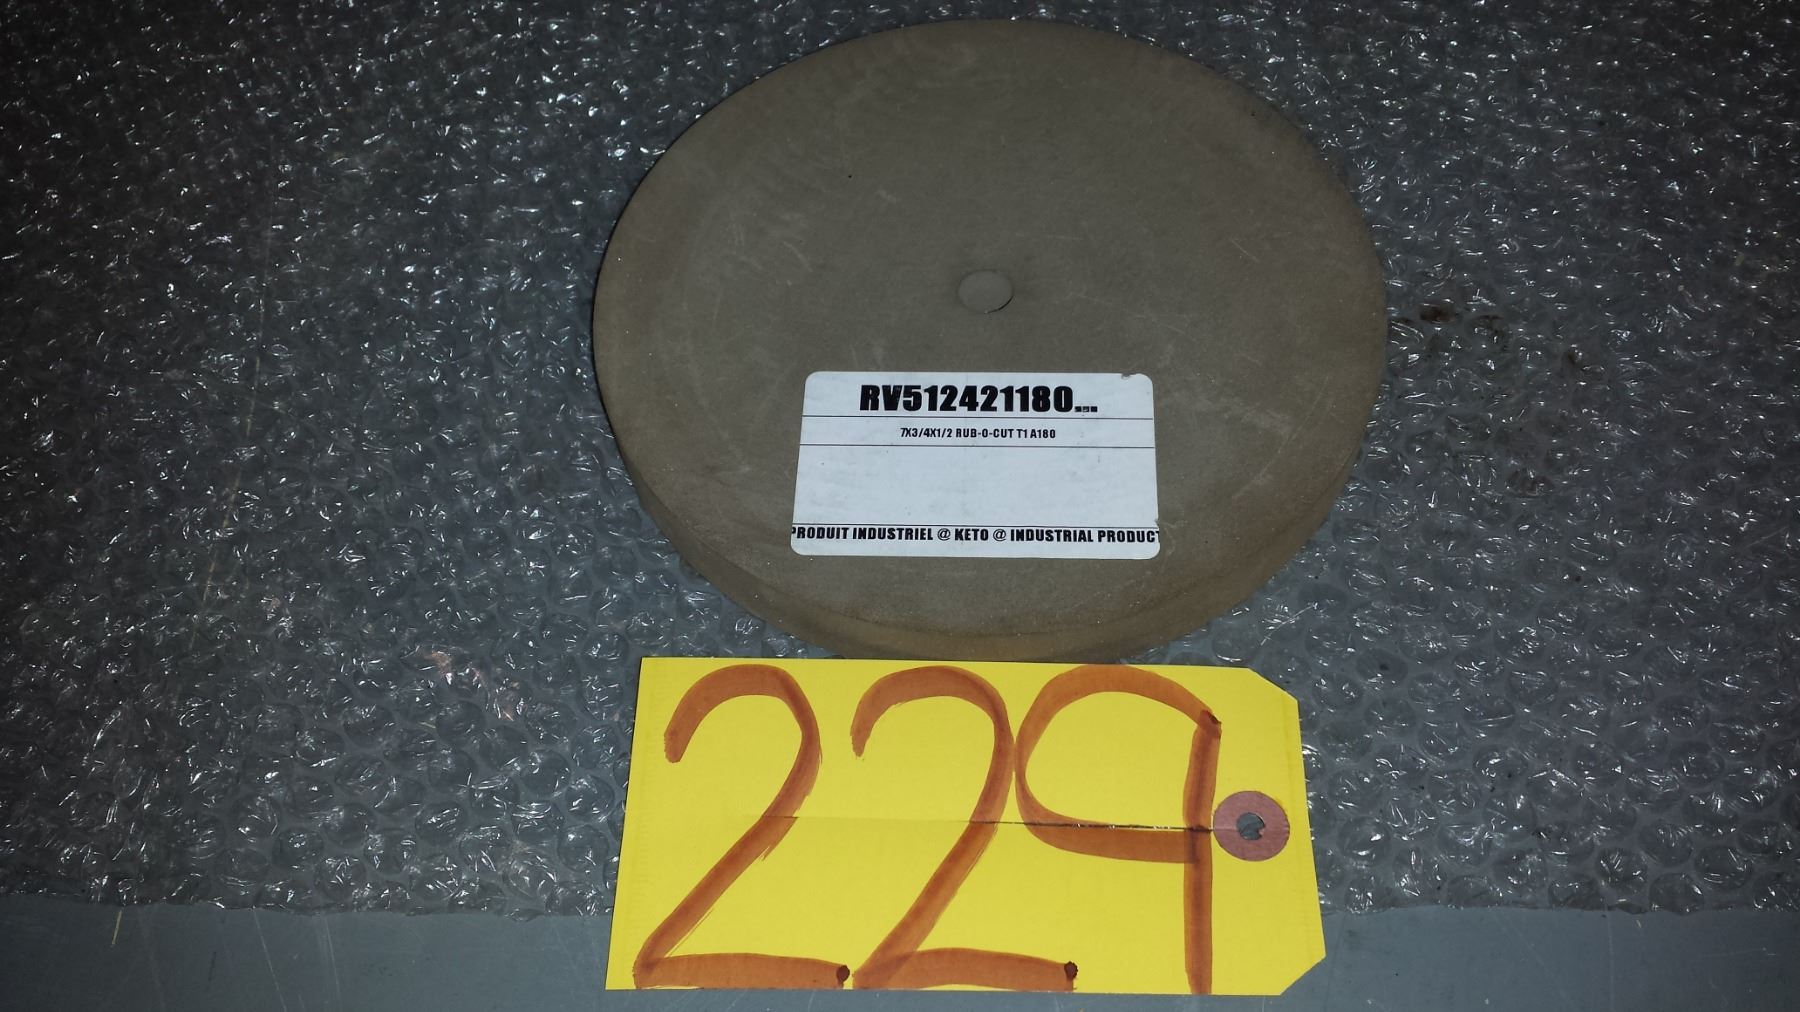 RV512421180...
7X3/4X1/2 RUB-O-CUT T1 A180
PRODUIT INDUSTRIEL @ KETO @ INDUSTRIAL PRODUCT
229